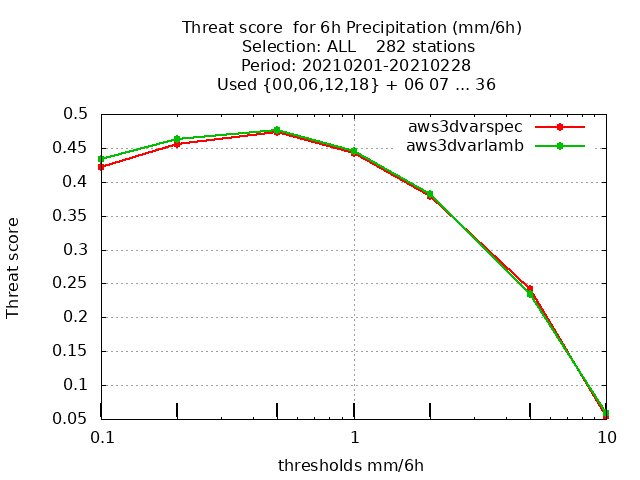 Threat score  for 6h Precipitation (mm/6h)
Selection: ALL    282 stations
Period: 20210201-20210228
Used {00,06,12,18} + 06 07 ... 36
aws3dvarspec
aws3dvarlamb
Threat score
0.5
0.45
0.4
0.35
0.3
0.25
0.2
0.15
0.1
0.05
0.1 1 10
thresholds mm/6h